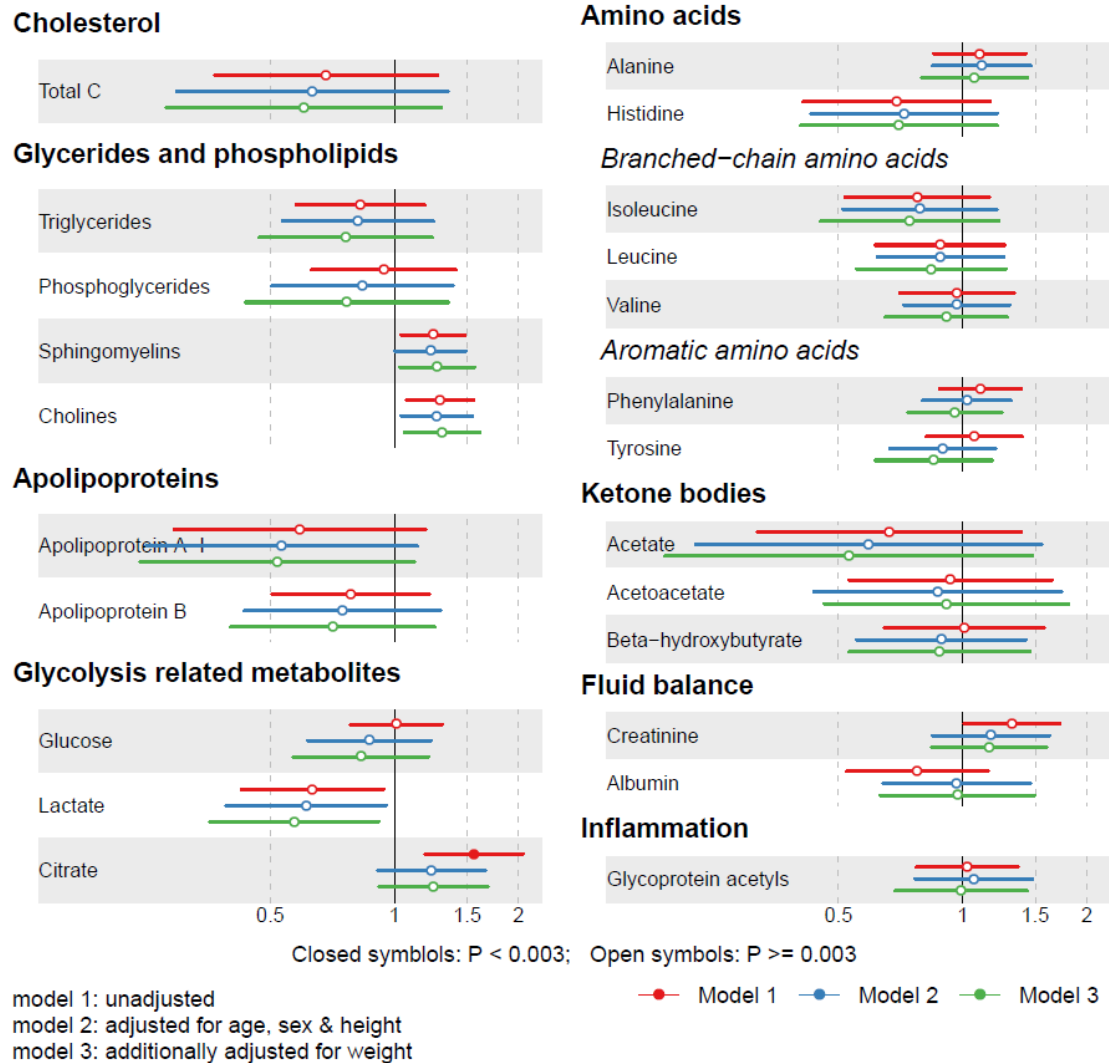 Cholesterol
Total C
Glycerides and phospholipids
Triglycerides
Phosphoglycerides
Sphingomyelins
Cholines
Apolipoproteins
Apolipoprotein A−I
Apolipoprotein B
Glycolysis related metabolites
Glucose
Lactate
Citrate
0.5 1 1.5 2
Amino acids
Alanine
Histidine
Branched−chain amino acids
Isoleucine
Leucine
Valine
Aromatic amino acids
Phenylalanine
Tyrosine
Ketone bodies
Acetate
Acetoacetate
Beta−hydroxybutyrate
Fluid balance
Creatinine
Albumin
Inflammation
Glycoprotein acetyls
0.5 1 1.5 2
Closed symblols: P < 0.003; Open symbols: P >= 0.003
Model 1 Model 2 Model 3
model 1: unadjusted
model 2: adjusted for age, sex & height
model 3: additionally adjusted for weight